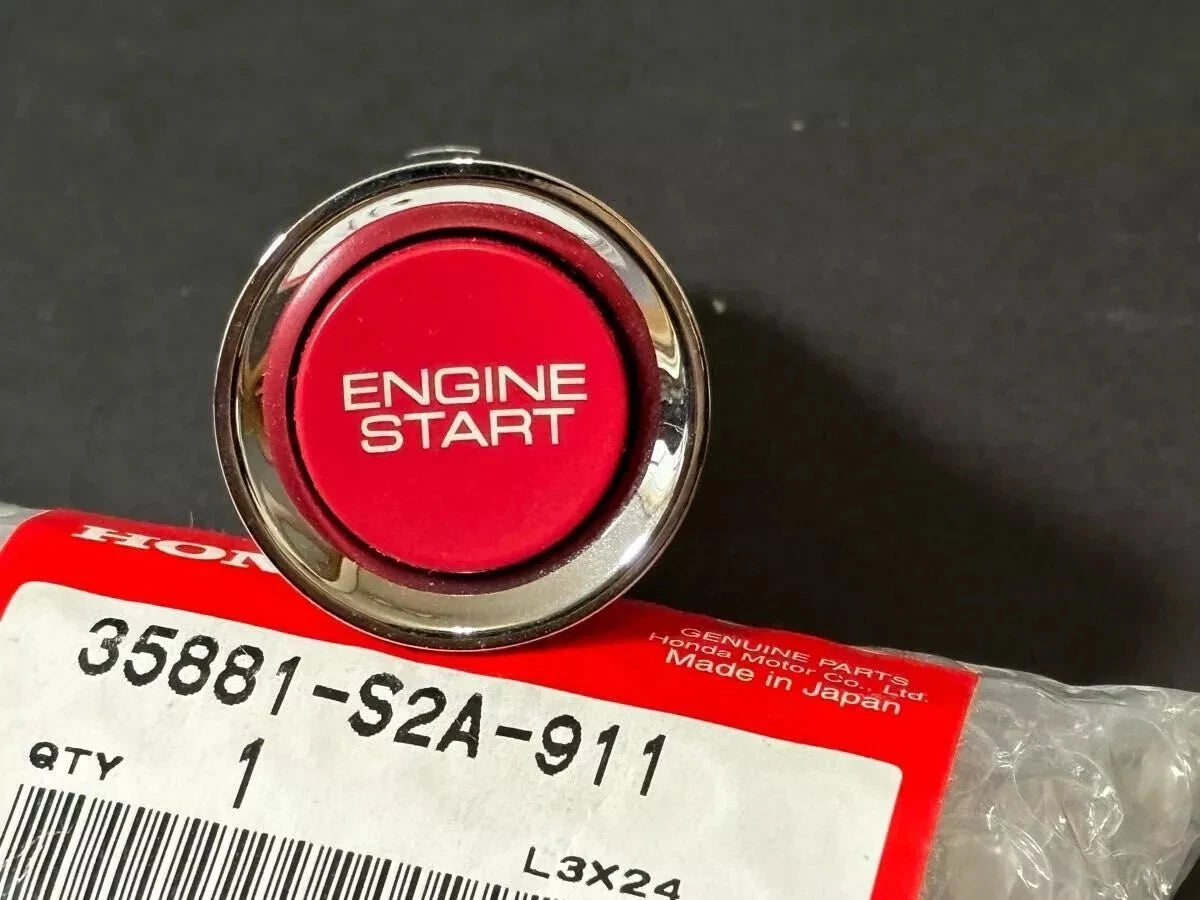 ENGINE
START
HON
GENUINE PARTS
Honda Motor Co., Ltd.
Made in Japan
35881-S2A-911
QTY 1
L3X24